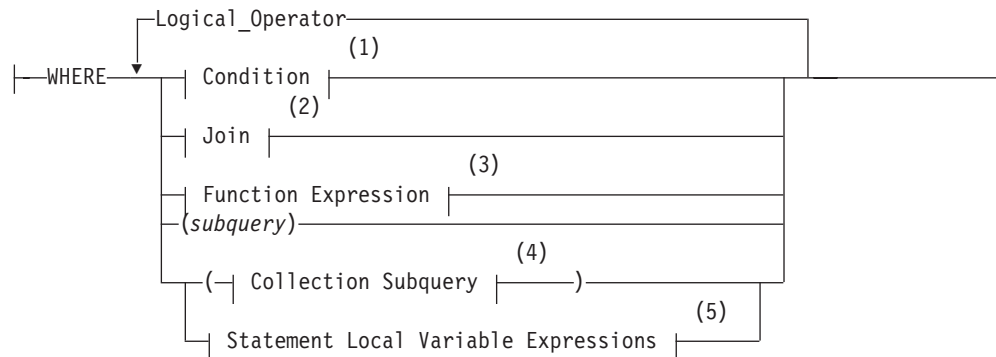 Logical_Operator
(1)
WHERE
Condition
(2)
Join
(3)
Function Expression
(subquery)
(4)
( Collection Subquery )
(5)
Statement Local Variable Expressions